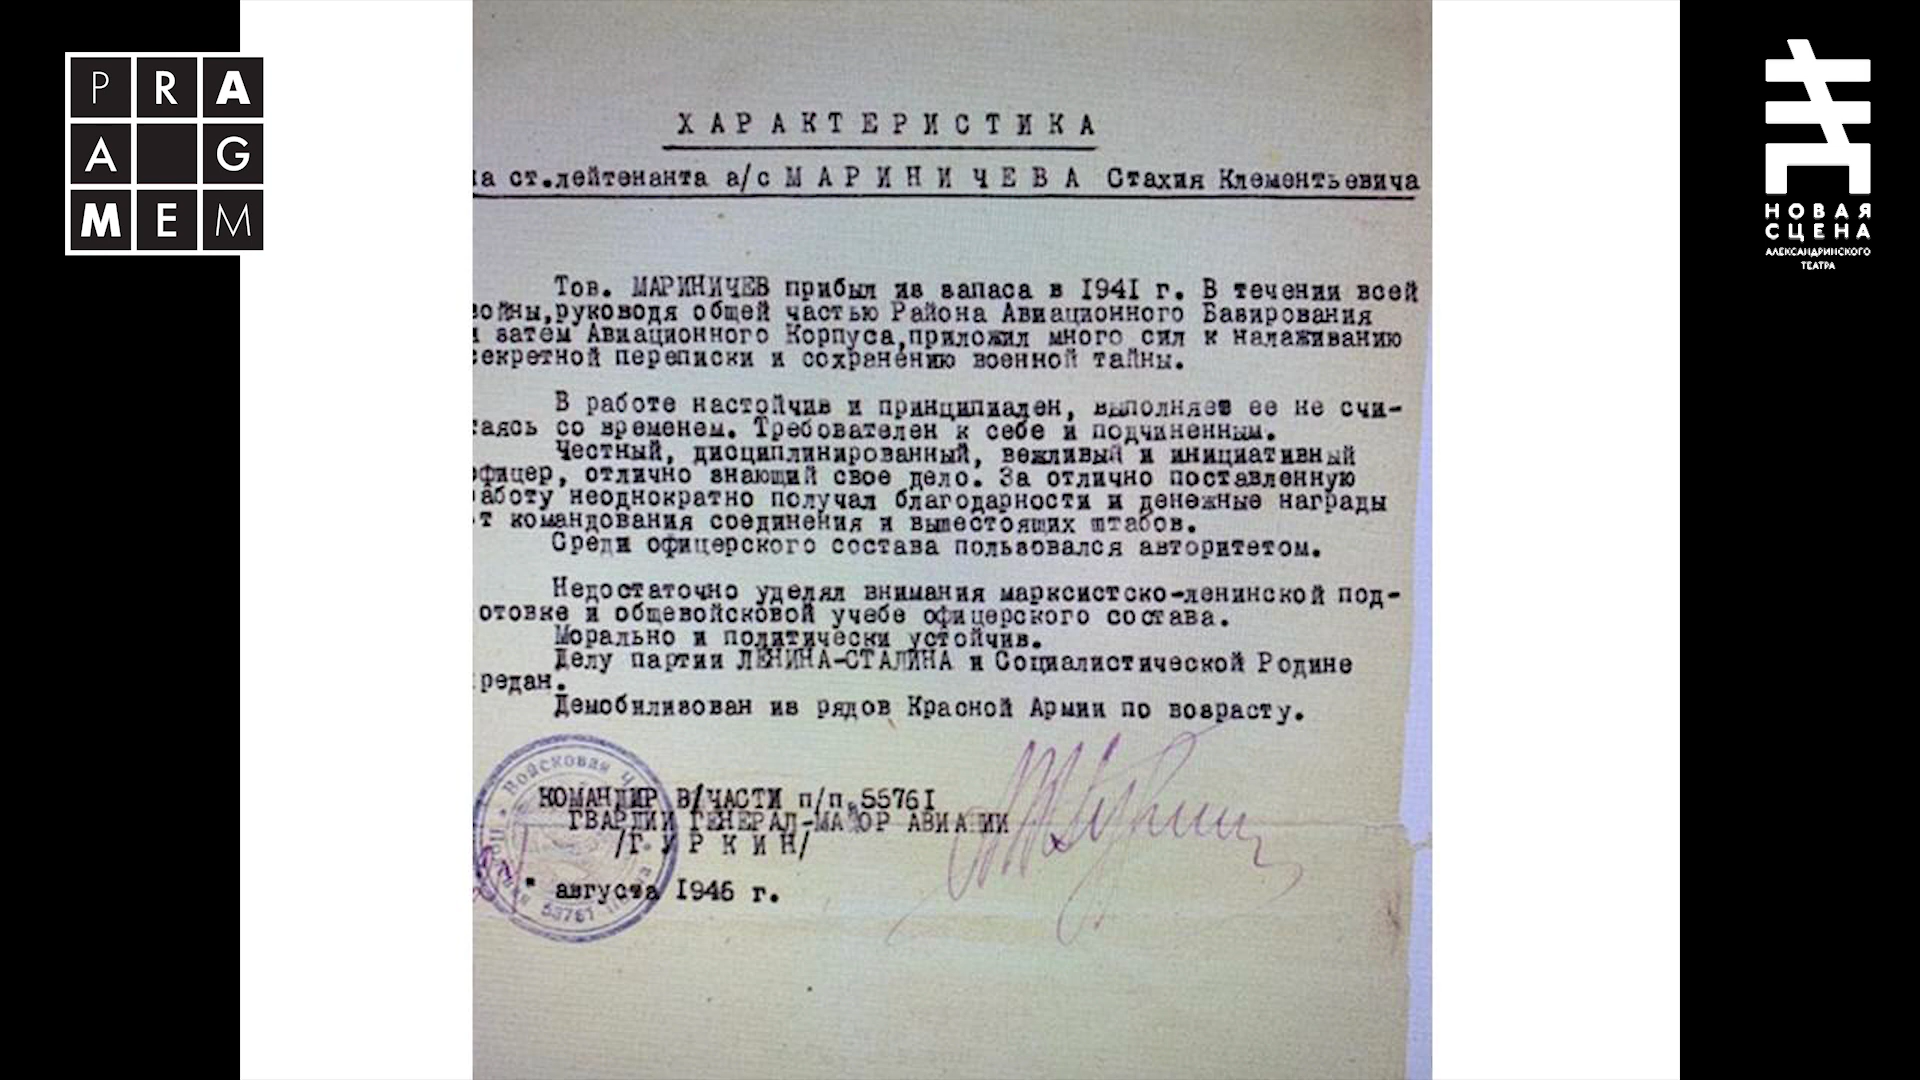 PRA
A G
MEM
НОВАЯ
СЦЕНА
АЛЕКСАНДРИНСКОГО
ТЕАТРА
ХАРАКТЕРИСТИКА
на ст.лейтенанта а/с МАРИНИЧЕВА Стахия Клементьевича
Тов. МАРИНИЧЕВ прибыл из запаса в 1941 г. В течении всей
войны,руководя общей частью Района Авиационного Базирования
и затем Авиационного Корпуса,приложил много сил к налаживанию
секретной переписки и сохранению военной тайны.
В работе настойчив и принципиален, выполняет ее не счи-
таясь со временем. Требователен к себе и подчиненным.
Честный, дисциплинированный, вежливый и инициативный
офицер, отлично знающий свое дело. За отлично поставленную
работу неоднократно получал благодарности и денежные награды
от командования соединения и вышестоящих штабов.
Среди офицерского состава пользовался авторитетом.
Недостаточно уделял внимания марксистско-ленинской под-
отовке и общевойсковой учебе офицерского состава.
Морально и политически устойчив.
Делу партии ЛЕНИНА-СТАЛИНА и Социалистической Родине
редан.
Демобилизован из рядов Красной Армии по возрасту.
Войсковая
КОМАНДИР В/ЧАСТИ п/п 55761
ГВАРДИИ ГЕНЕРАЛ-МАЙОР АВИАЦИИ
/Г У Р К И Н/
" августа 1946 г.